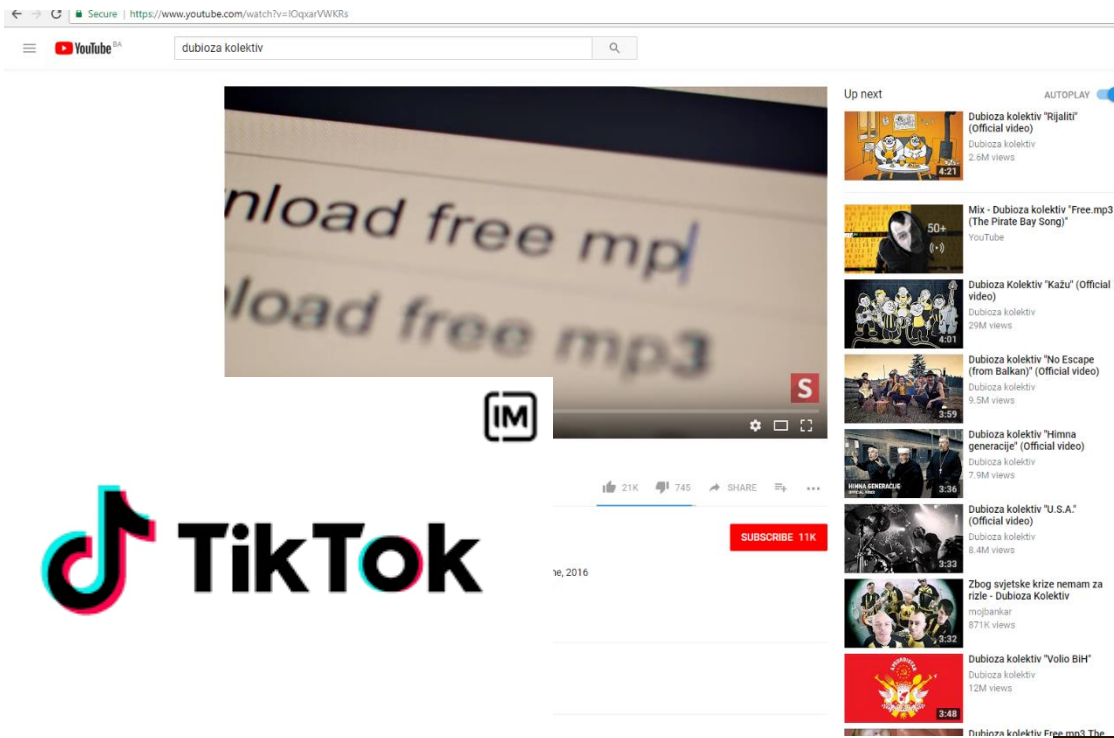 Secure | https://www.youtube.com/watch?v=IOqxarVWKRs
YouTube BA
dubioza kolektiv
nload free mp
nload free mp3
S
IM
TikTok
21K 745 SHARE
SUBSCRIBE 11K
ne, 2016
Up next AUTOPLAY
4:21
Dubioza kolektiv "Rijaliti"
(Official video)
Dubioza kolektiv
2.6M views
50+
Mix - Dubioza kolektiv "Free.mp3
(The Pirate Bay Song)"
YouTube
4:01
Dubioza Kolektiv "Kažu" (Official
video)
Dubioza kolektiv
29M views
3:59
Dubioza kolektiv "No Escape
(from Balkan)" (Official video)
Dubioza kolektiv
9.5M views
HIMNA GENERACIJE
3:36
Dubioza kolektiv "Himna
generacije" (Official video)
Dubioza kolektiv
7.9M views
3:33
Dubioza kolektiv "U.S.A."
(Official video)
Dubioza kolektiv
8.4M views
3:32
Zbog svjetske krize nemam za
rizle - Dubioza Kolektiv
mojbankar
871K views
3:48
Dubioza kolektiv "Volio BiH"
Dubioza kolektiv
12M views
Dubioza kolektiv Free.mp3 The